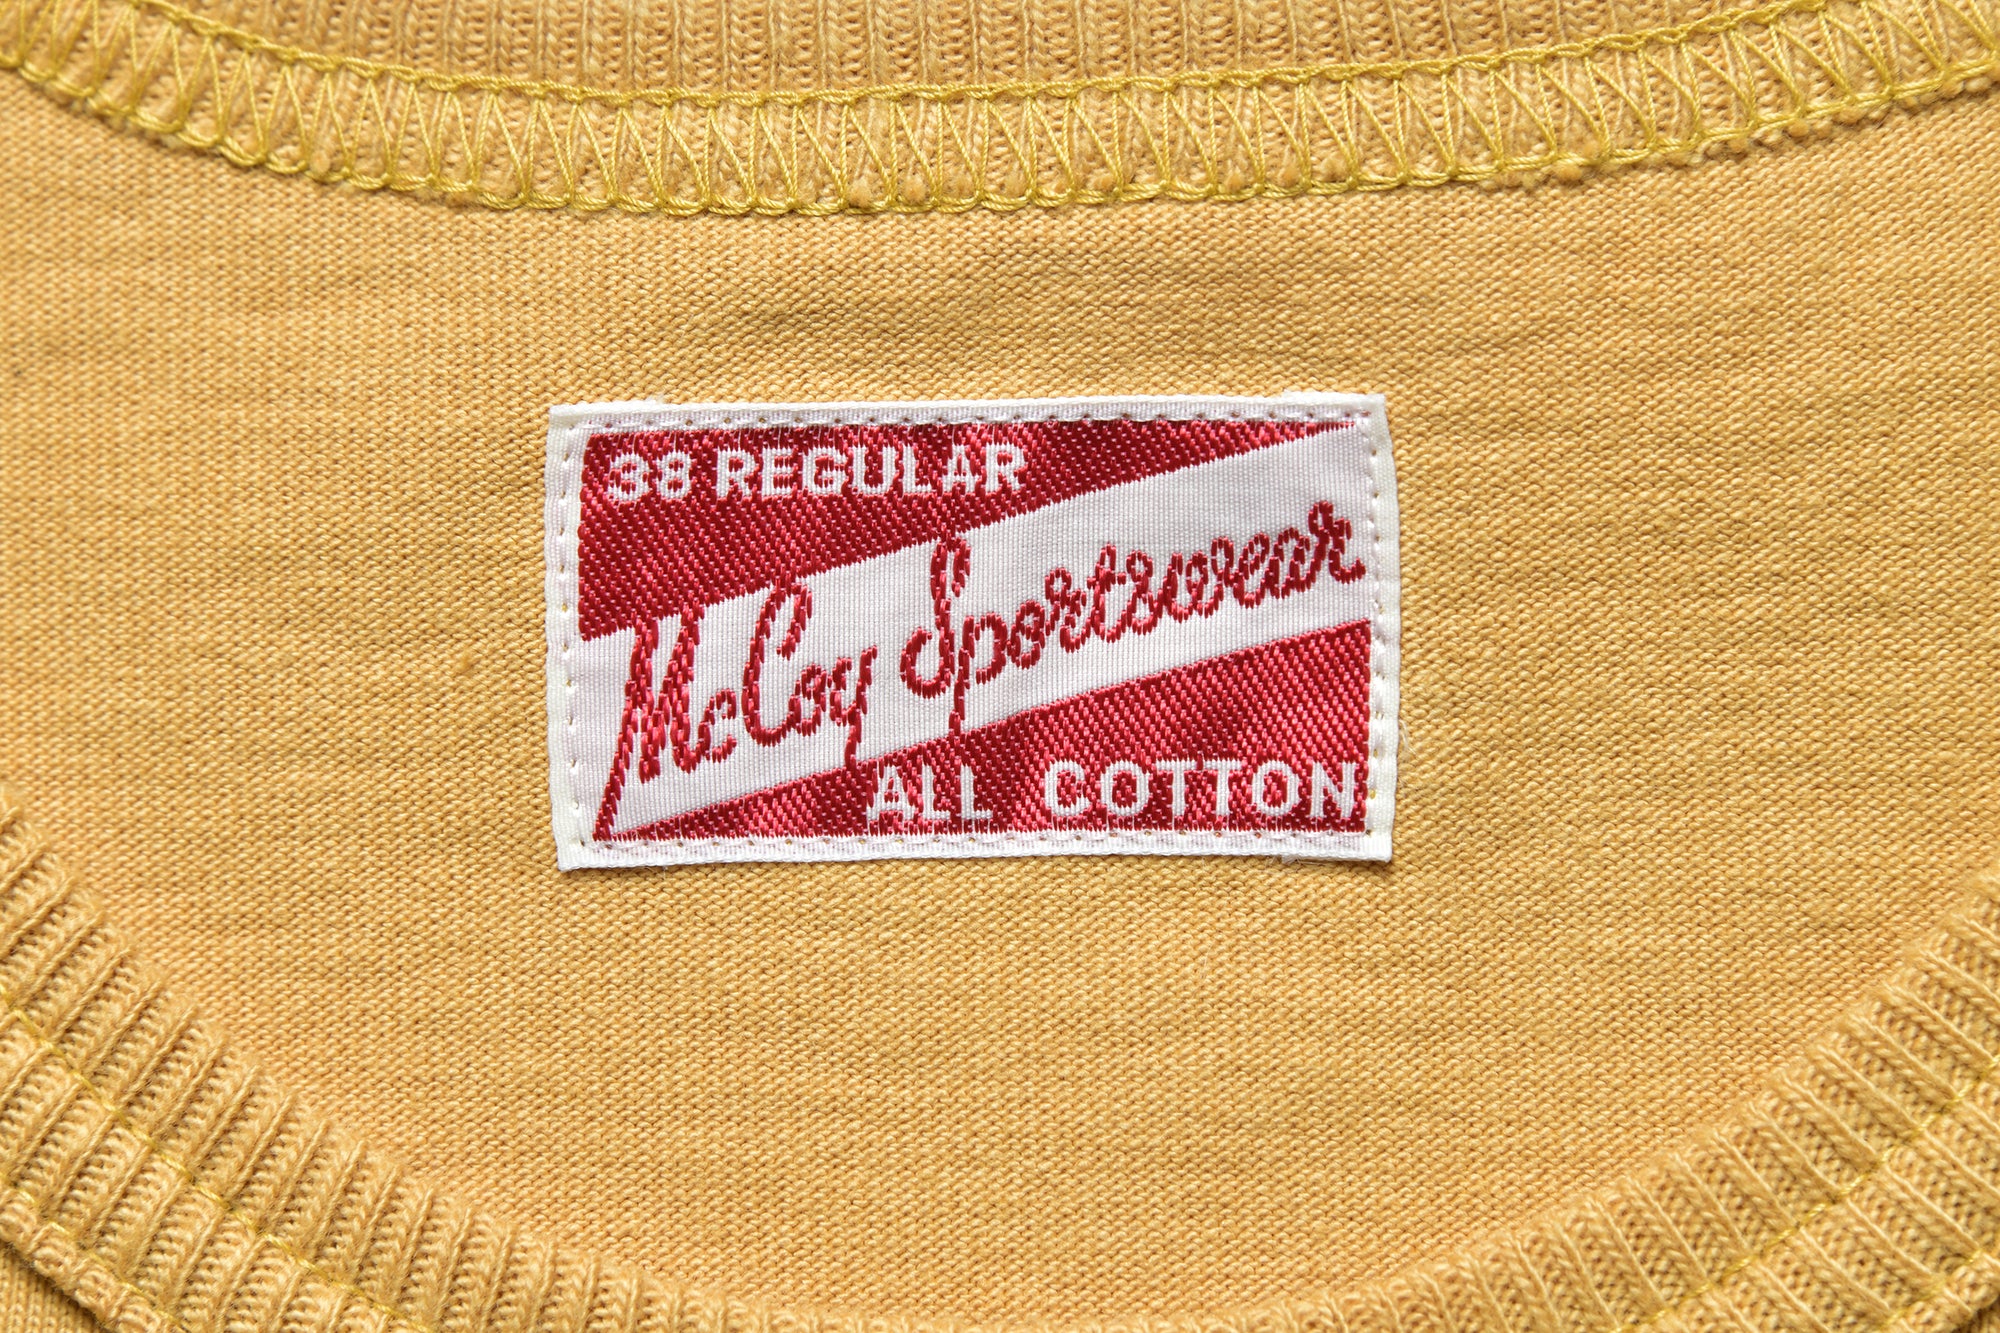 38 REGULAR
McCoy Sportswear
ALL COTTON